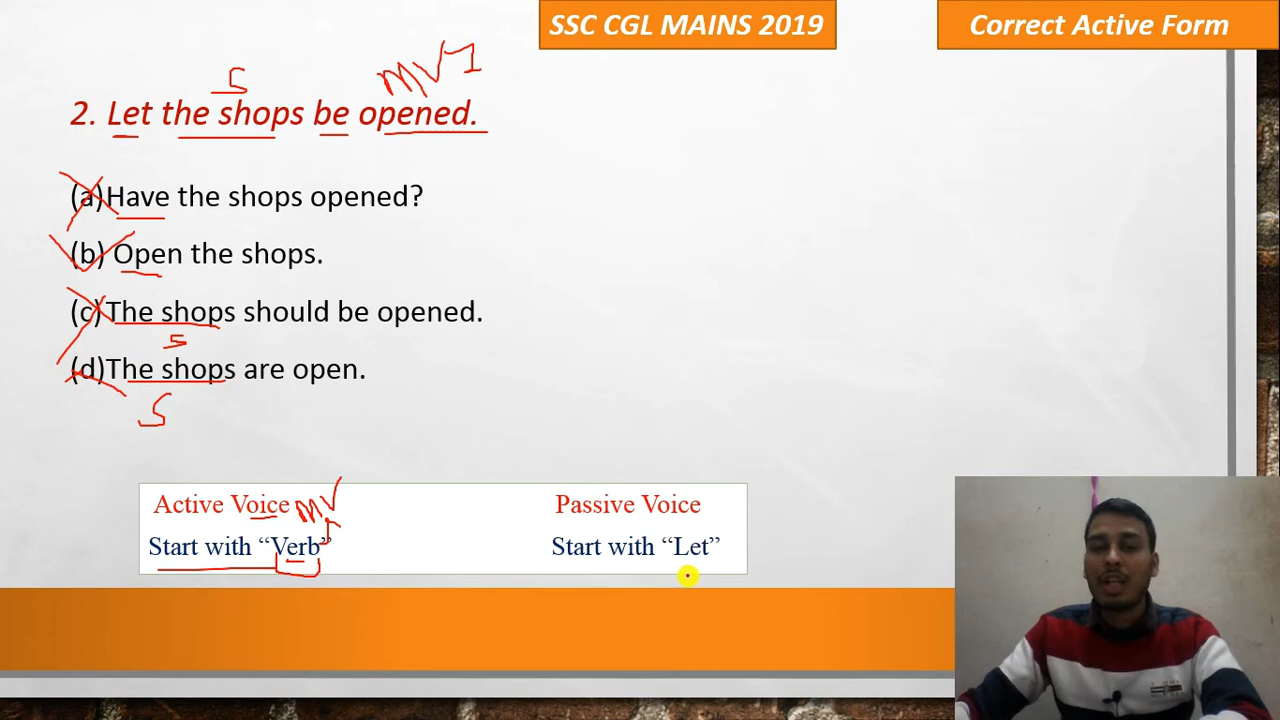 SSC CGL MAINS 2019
Correct Active Form
S
MV1
2. Let the shops be opened.
(a)Have the shops opened?
(b) Open the shops.
(c)The shops should be opened.
S
(d)The shops are open.
S
Active Voice MV
Passive Voice
Start with “Verb”
Start with “Let”